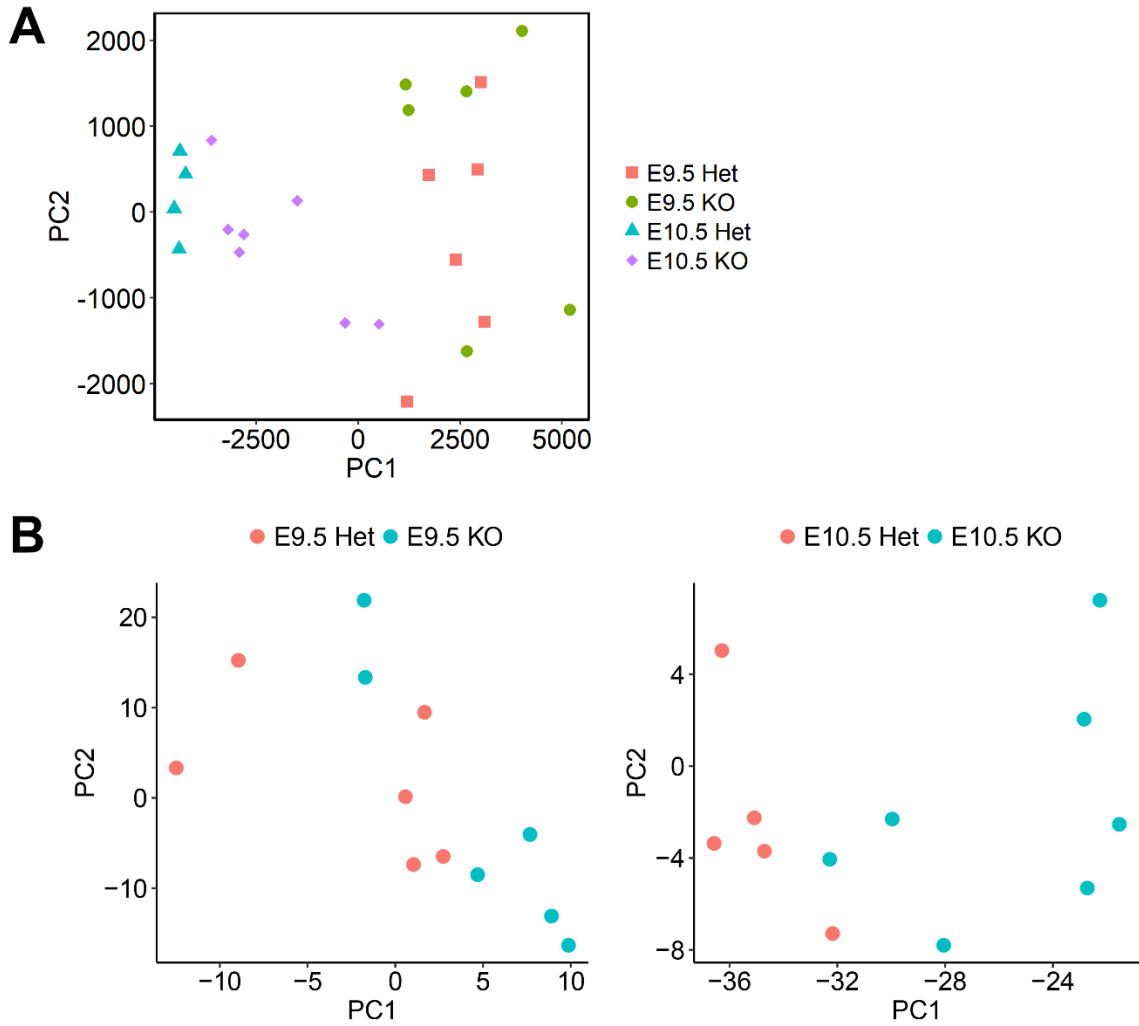 A
2000
1000
0
-1000
-2000
PC2
-2500 0 2500 5000
PC1
E9.5 Het
E9.5 KO
E10.5 Het
E10.5 KO
B
E9.5 Het E9.5 KO
20
10
0
−10
PC2
−10 −5 0 5 10
PC1
E10.5 Het E10.5 KO
4
0
−4
−8
PC2
−36 −32 −28 −24
PC1